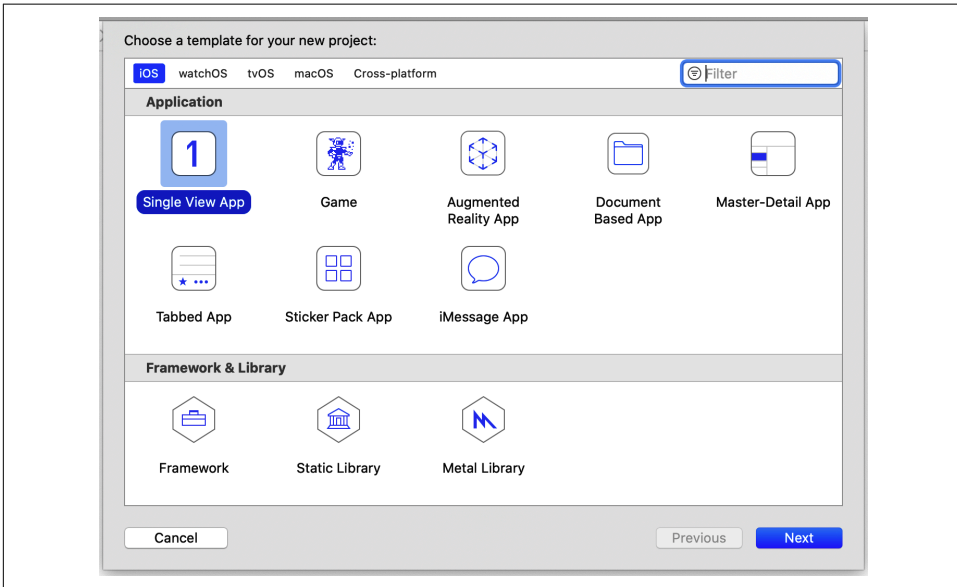 Choose a template for your new project:
iOS watchOS tvOS macOS Cross-platform Filter
Application
1
Single View App Game Augmented Reality App Document Based App Master-Detail App
Tabbed App Sticker Pack App iMessage App
Framework & Library
Framework Static Library Metal Library
Cancel Previous Next